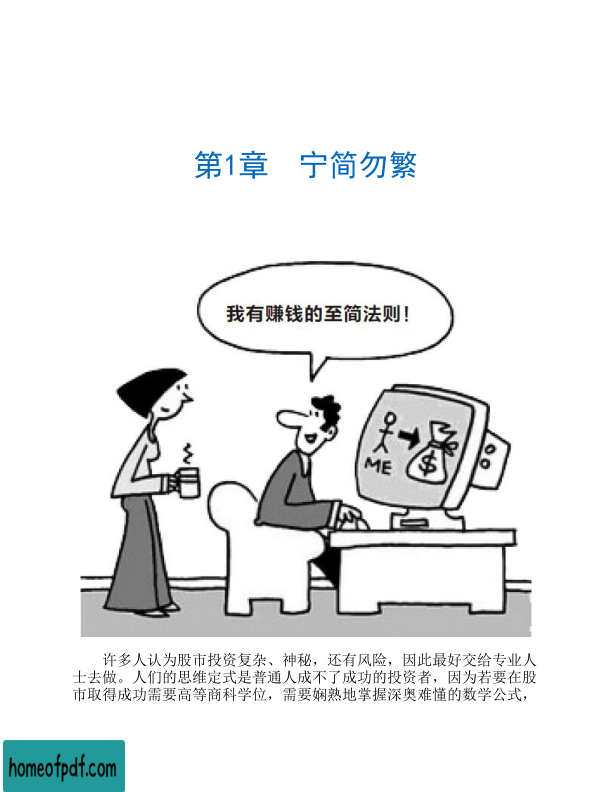 第1章 宁简勿繁
我有赚钱的至简法则！
ME
$
许多人认为股市投资复杂、神秘，还有风险，因此最好交给专业人
士去做。人们的思维定式是普通人成不了成功的投资者，因为若要在股
市取得成功需要高等商科学位，需要娴熟地掌握深奥难懂的数学公式，
homeofpdf.com